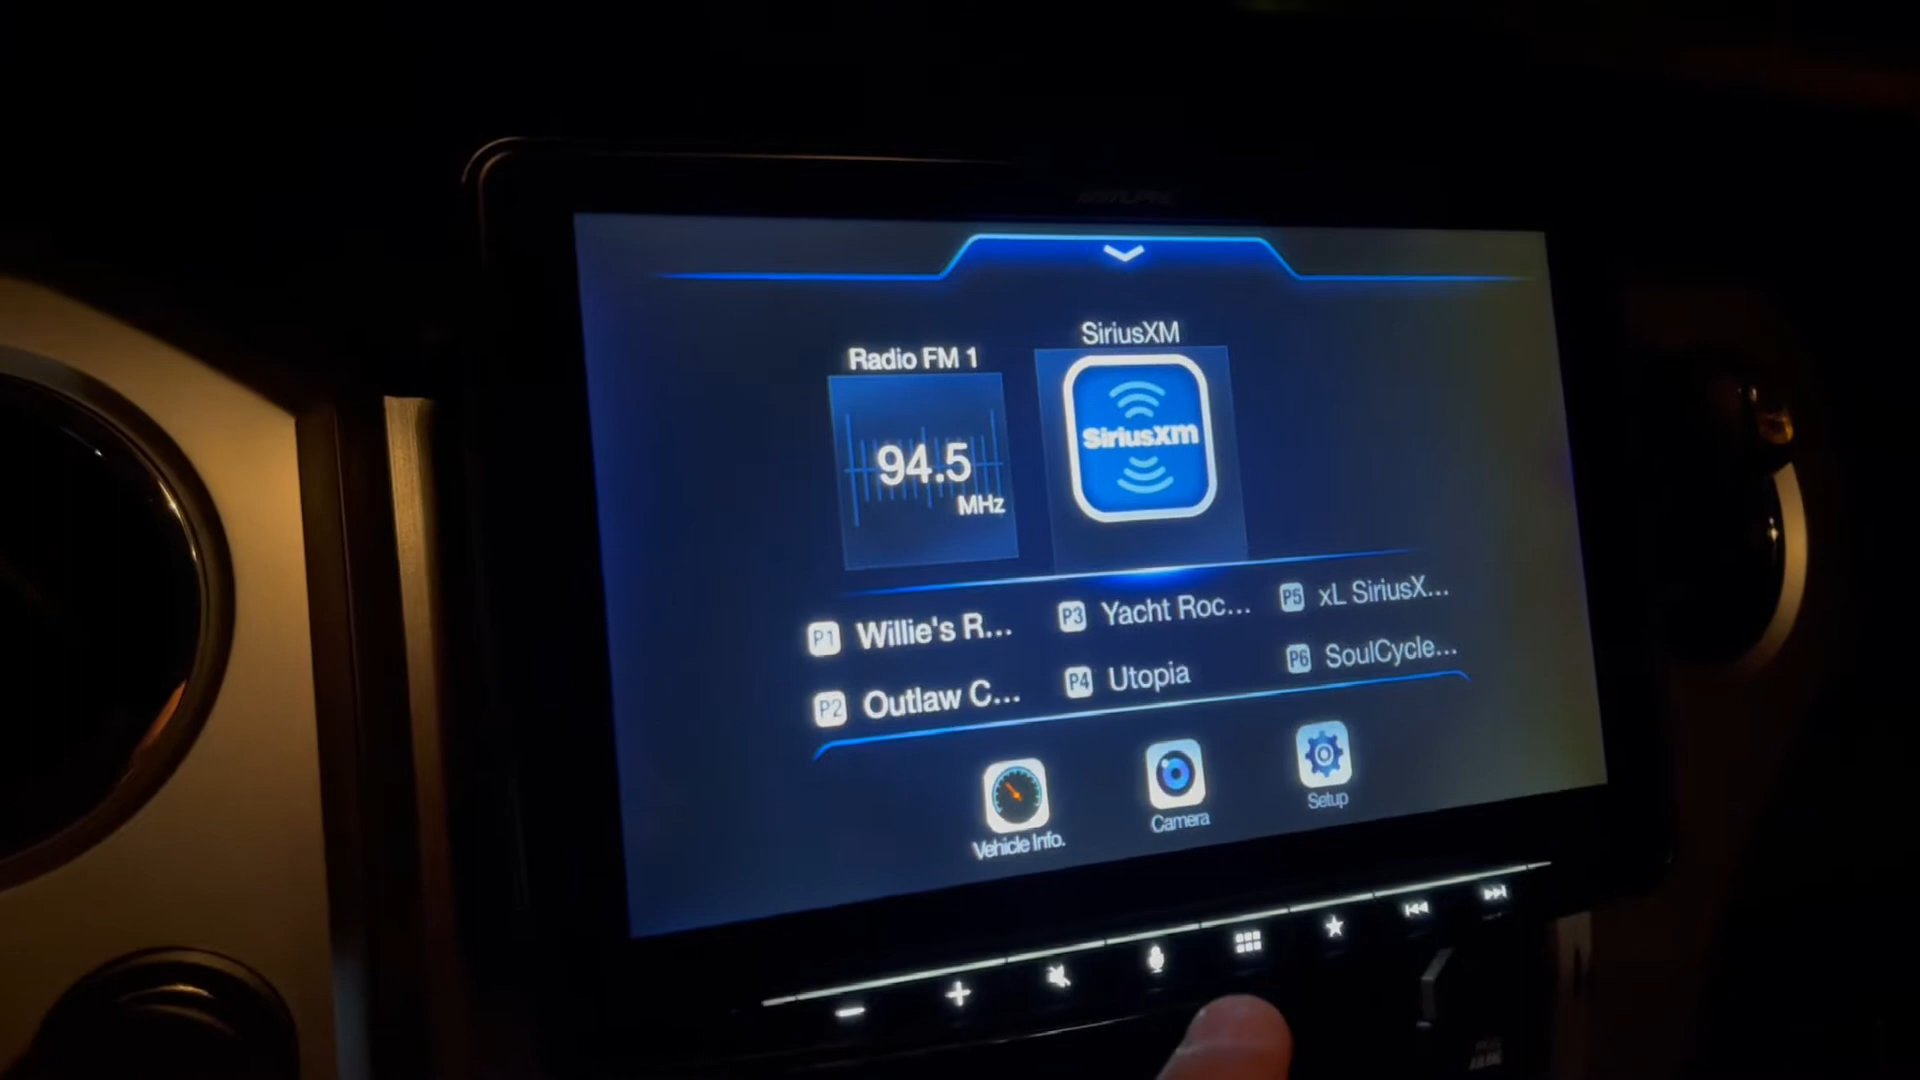 ALPINE
SiriusXM
Radio FM 1
siriusxm
94.5
MHz
P1 Willie's R...
P3 Yacht Roc...
P5 xL SiriusX...
P2 Outlaw C...
P4 Utopia
P6 SoulCycle...
Vehicle Info.
Camera
Setup